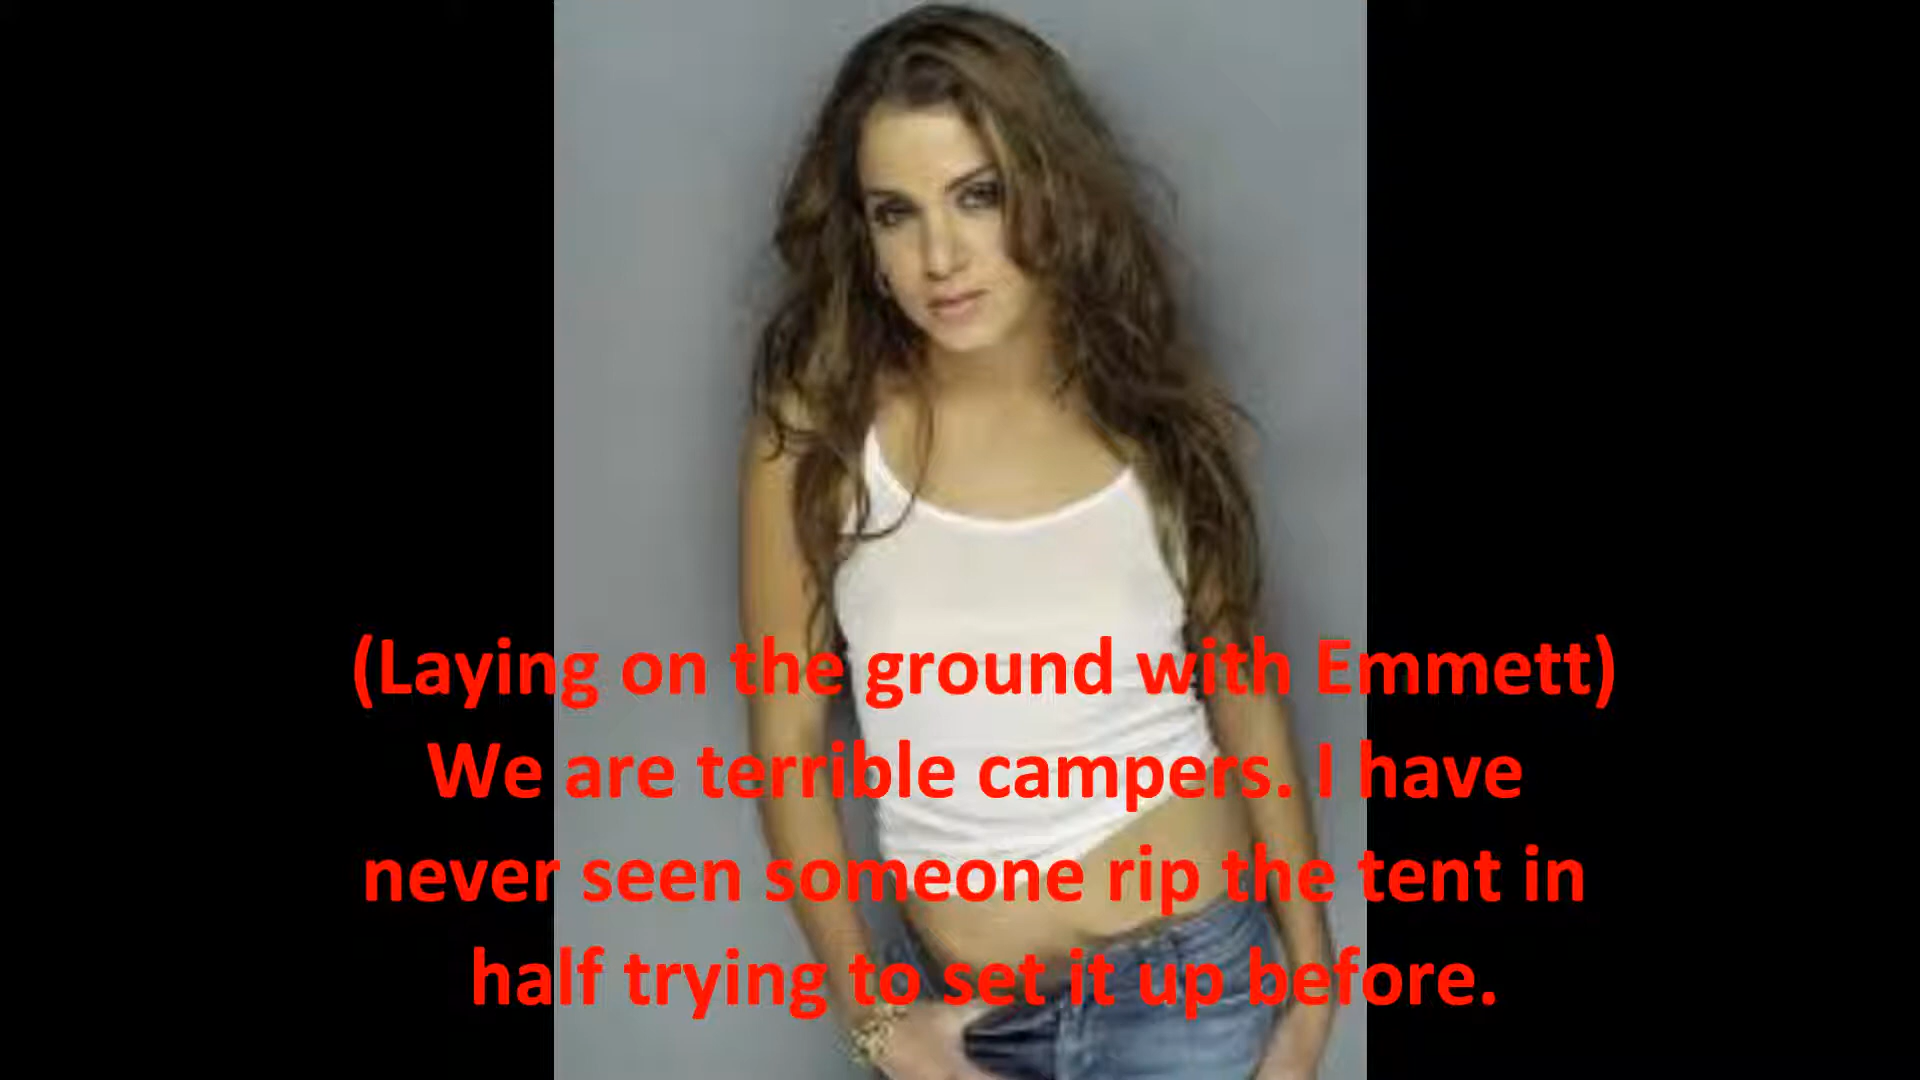 (Laying on the ground with Emmett)
We are terrible campers. I have
never seen someone rip the tent in
half trying to set it up before.